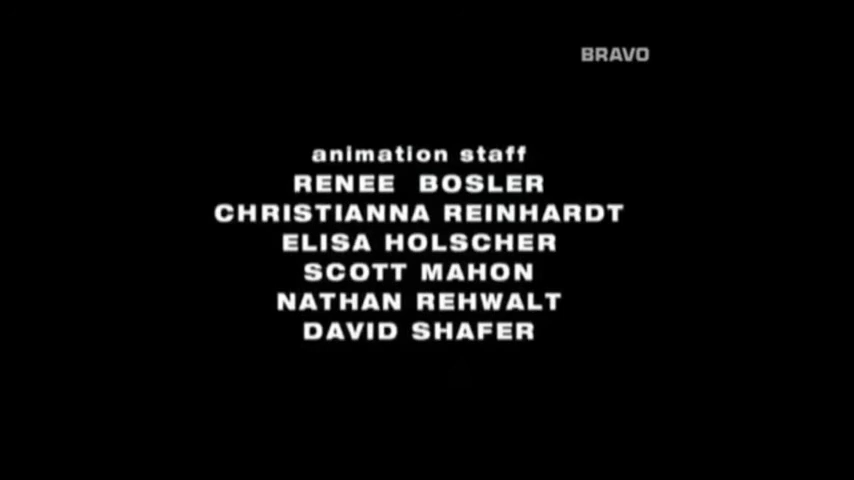 BRAVO
animation staff
RENEE BOSLER
CHRISTIANNA REINHARDT
ELISA HOLSCHER
SCOTT MAHON
NATHAN REHWALT
DAVID SHAFER